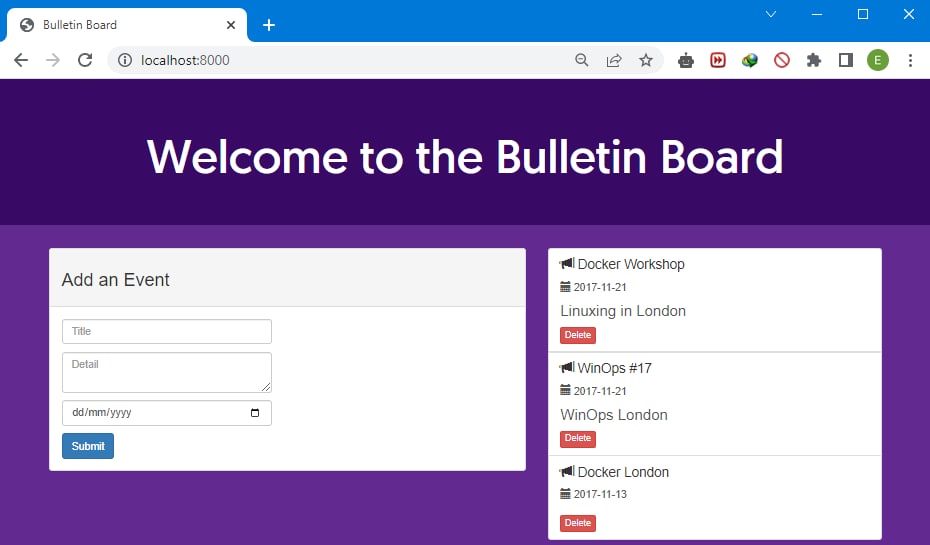 Bulletin Board
localhost:8000
E
Welcome to the Bulletin Board
Add an Event
Title
Detail
dd/mm/yyyy
Submit
Docker Workshop
2017-11-21
Linuxing in London
Delete
WinOps #17
2017-11-21
WinOps London
Delete
Docker London
2017-11-13
Delete